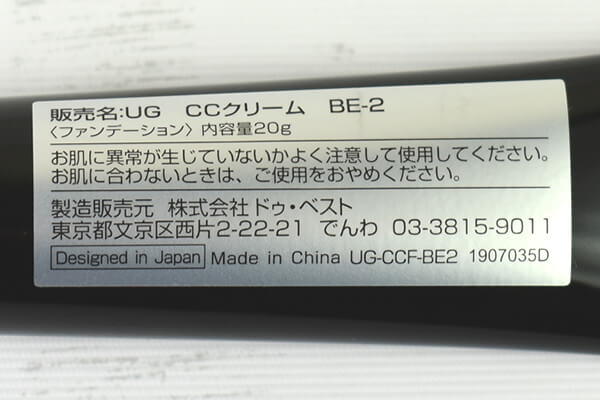 販売名:UG CCクリーム BE-2
〈ファンデーション〉内容量20g
お肌に異常が生じていないかよく注意して使用してください。
お肌に合わないときは、ご使用をおやめください。
製造販売元 株式会社ドゥ・ベスト
東京都文京区西片2-22-21 でんわ 03-3815-9011
Designed in Japan Made in China UG-CCF-BE2 1907035D